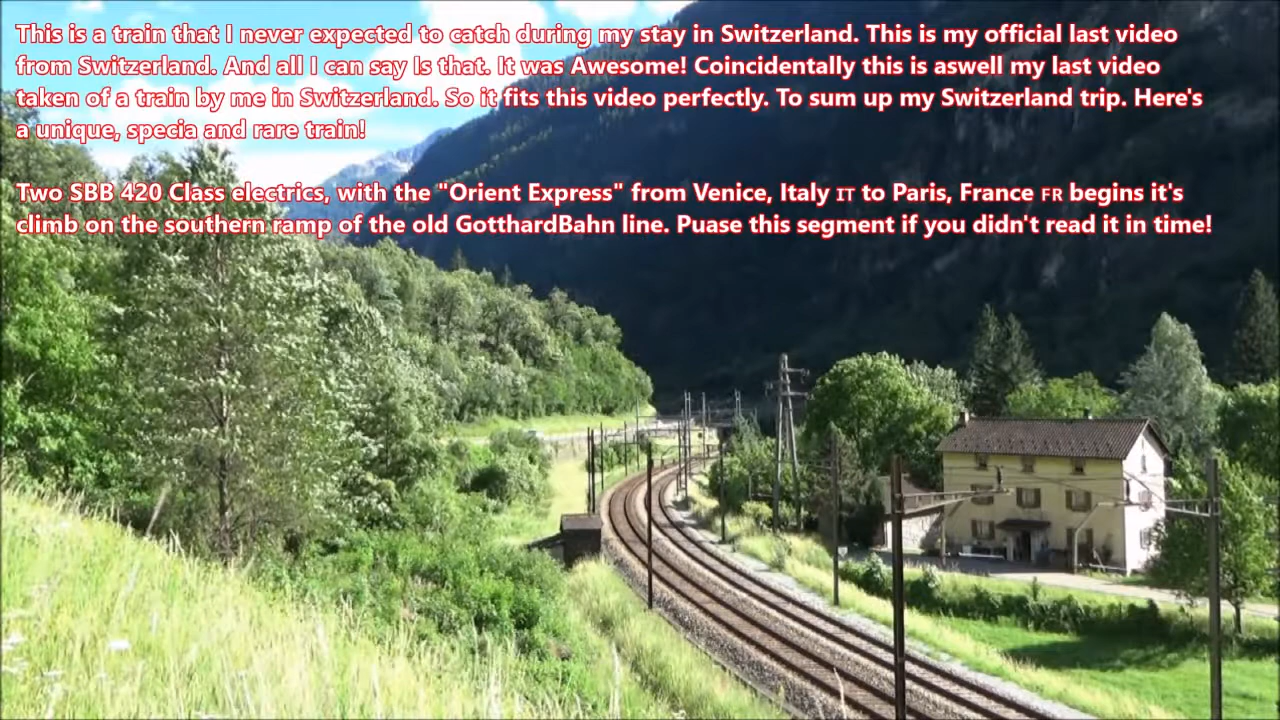 This is a train that I never expected to catch during my stay in Switzerland. This is my official last video
from Switzerland. And all I can say Is that. It was Awesome! Coincidentally this is aswell my last video
taken of a train by me in Switzerland. So it fits this video perfectly. To sum up my Switzerland trip. Here's
a unique, specia and rare train!
Two SBB 420 Class electrics, with the "Orient Express" from Venice, Italy IT to Paris, France FR begins it's
climb on the southern ramp of the old GotthardBahn line. Puase this segment if you didn't read it in time!